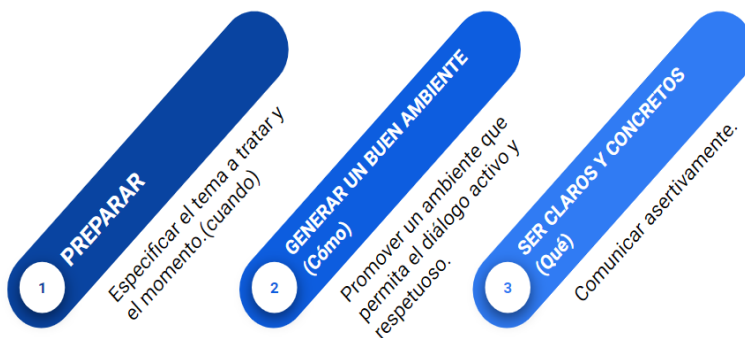 1
PREPARAR
Especificar el tema a tratar y
el momento.(cuando)
2
GENERAR UN BUEN AMBIENTE
(Cómo)
Promover un ambiente que
permita el diálogo activo y
respetuoso.
3
SER CLAROS Y CONCRETOS
(Qué)
Comunicar asertivamente.